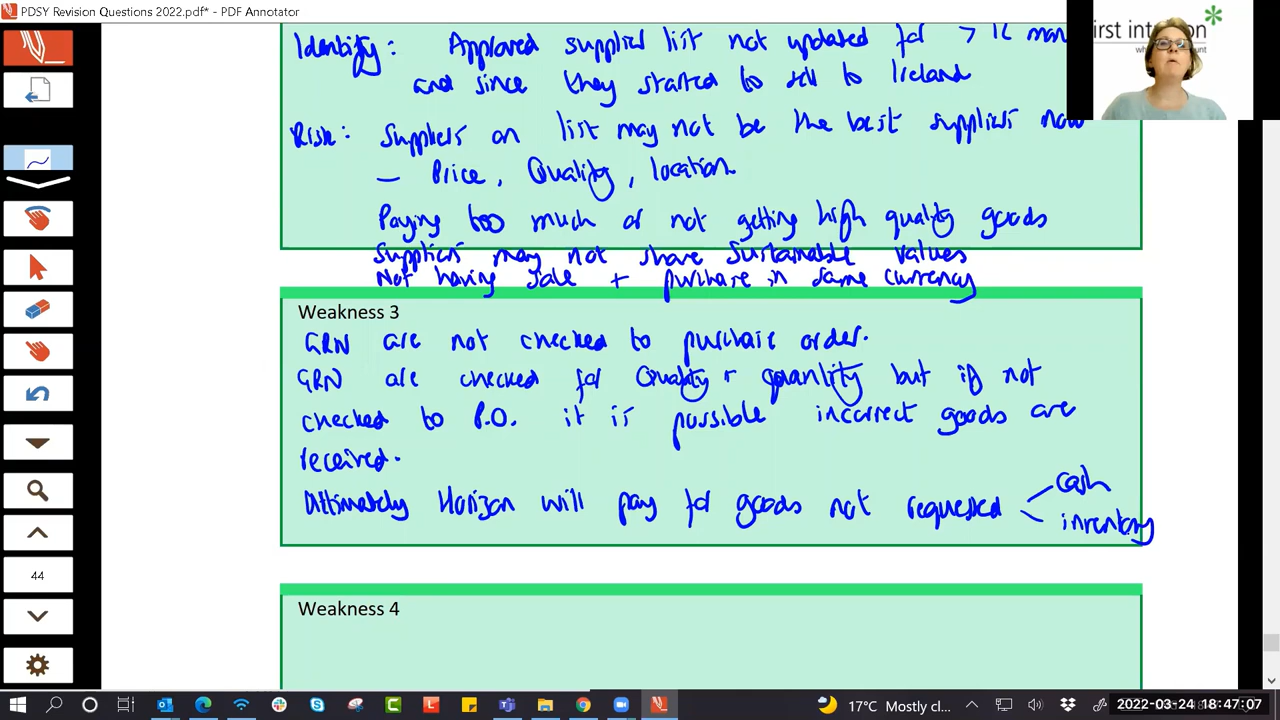 PDSY Revision Questions 2022.pdf* - PDF Annotator
irst int
Identify: Approved supplier list not updated for > 12 mon
and since they started to sell to Ireland
Risk: Suppliers on list may not be the best suppliers now
— Price, Quality, location
Paying too much or not getting high quality goods
Suppliers may not share sustainable values
Not having sale + purchase in same currency
Weakness 3
GRN are not checked to purchase order.
GRN are checked for Quality + quantity but if not
checked to P.O. it is possible incorrect goods are
received.
Ultimately Horizon will pay for goods not requested
cash
inventory
44
Weakness 4
17°C Mostly cl...
2022-03-24 18:47:07